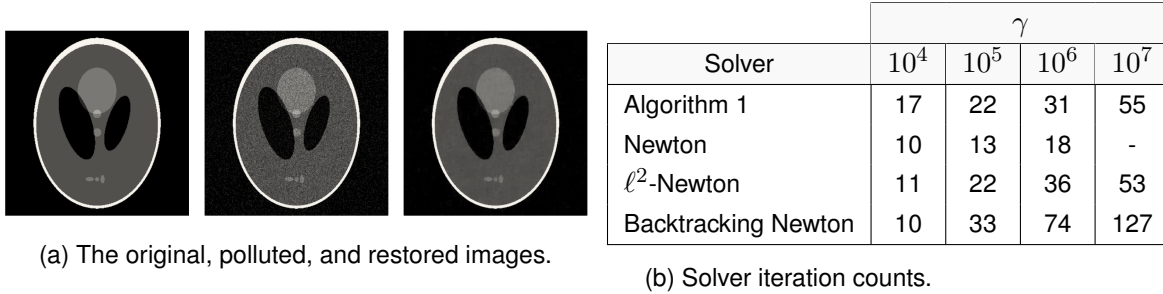 (a) The original, polluted, and restored images.
γ
Solver 10^4 10^5 10^6 10^7
Algorithm 1 17 22 31 55
Newton 10 13 18 -
ℓ^2-Newton 11 22 36 53
Backtracking Newton 10 33 74 127
(b) Solver iteration counts.